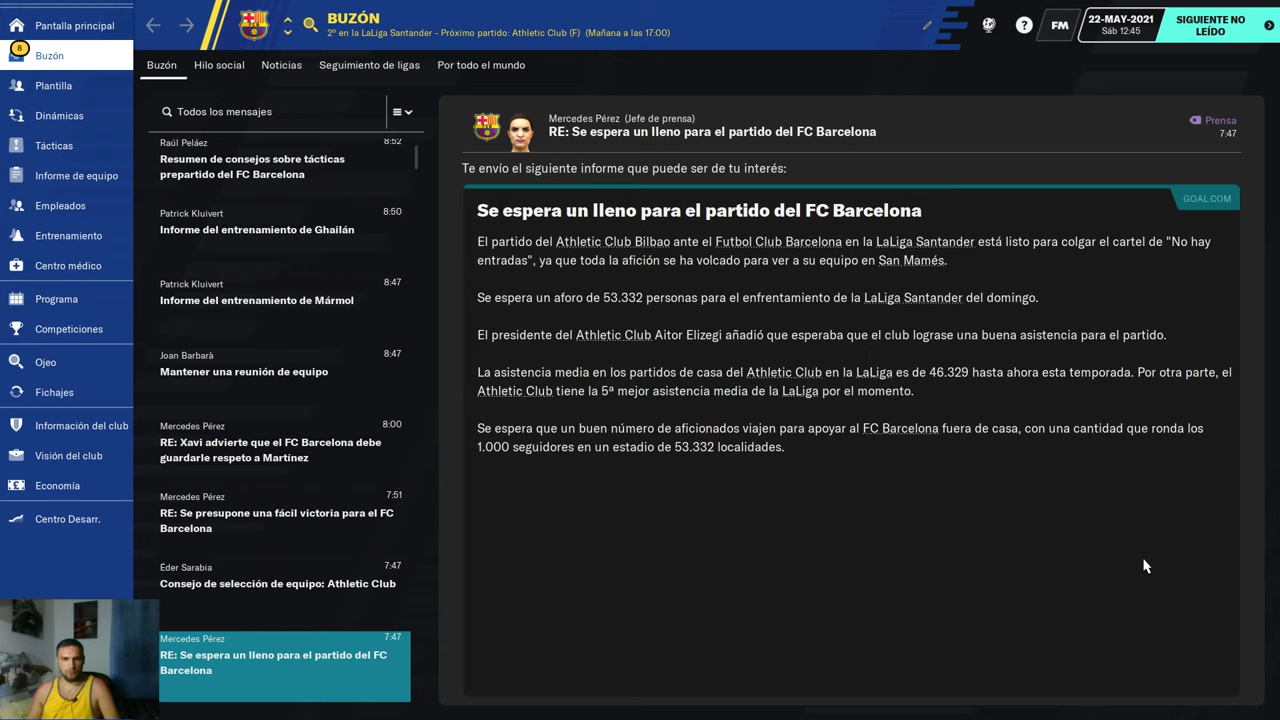 Pantalla principal
8
Buzón
Plantilla
Dinámicas
Tácticas
Informe de equipo
Empleados
Entrenamiento
Centro médico
Programa
Competiciones
Ojeo
Fichajes
Información del club
Visión del club
Economía
Centro Desarr.
BUZÓN
2º en la LaLiga Santander - Próximo partido: Athletic Club (F) (Mañana a las 17:00)
?
FM
22-MAY-2021
Sáb 12:45
SIGUIENTE NO
LEÍDO
Buzón Hilo social Noticias Seguimiento de ligas Por todo el mundo
Todos los mensajes
Raúl Peláez 8:52
Resumen de consejos sobre tácticas
prepartido del FC Barcelona
Patrick Kluivert 8:50
Informe del entrenamiento de Ghailán
Patrick Kluivert 8:47
Informe del entrenamiento de Mármol
Joan Barbarà 8:47
Mantener una reunión de equipo
Mercedes Pérez 8:00
RE: Xavi advierte que el FC Barcelona debe
guardarle respeto a Martínez
Mercedes Pérez 7:51
RE: Se presupone una fácil victoria para el FC
Barcelona
Éder Sarabia 7:47
Consejo de selección de equipo: Athletic Club
Mercedes Pérez 7:47
RE: Se espera un lleno para el partido del FC
Barcelona
Mercedes Pérez (Jefe de prensa)
RE: Se espera un lleno para el partido del FC Barcelona
Prensa
7:47
Te envío el siguiente informe que puede ser de tu interés:
GOAL.COM
Se espera un lleno para el partido del FC Barcelona
El partido del Athletic Club Bilbao ante el Futbol Club Barcelona en la LaLiga Santander está listo para colgar el cartel de "No hay
entradas", ya que toda la afición se ha volcado para ver a su equipo en San Mamés.
Se espera un aforo de 53.332 personas para el enfrentamiento de la LaLiga Santander del domingo.
El presidente del Athletic Club Aitor Elizegi añadió que esperaba que el club lograse una buena asistencia para el partido.
La asistencia media en los partidos de casa del Athletic Club en la LaLiga es de 46.329 hasta ahora esta temporada. Por otra parte, el
Athletic Club tiene la 5ª mejor asistencia media de la LaLiga por el momento.
Se espera que un buen número de aficionados viajen para apoyar al FC Barcelona fuera de casa, con una cantidad que ronda los
1.000 seguidores en un estadio de 53.332 localidades.